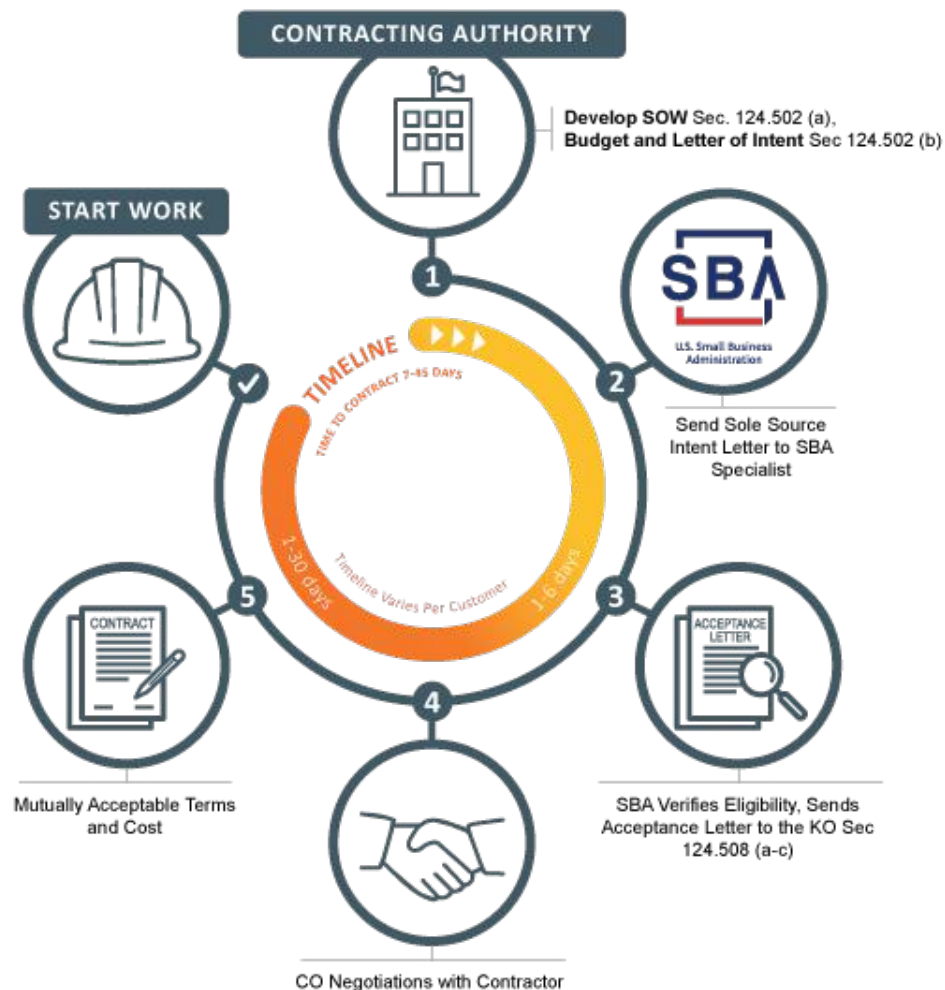 CONTRACTING AUTHORITY
Develop SOW Sec. 124.502 (a),
Budget and Letter of Intent Sec 124.502 (b)
START WORK
1
SBA
U.S. Small Business
Administration
2
Send Sole Source
Intent Letter to SBA
Specialist
TIMELINE
TIME TO CONTRACT 7-45 DAYS
1-30 days
Timeline Varies Per Customer
1-6 days
3
ACCEPTANCE
LETTER
SBA Verifies Eligibility, Sends
Acceptance Letter to the KO Sec
124.508 (a-c)
4
CO Negotiations with Contractor
5
CONTRACT
Mutually Acceptable Terms
and Cost